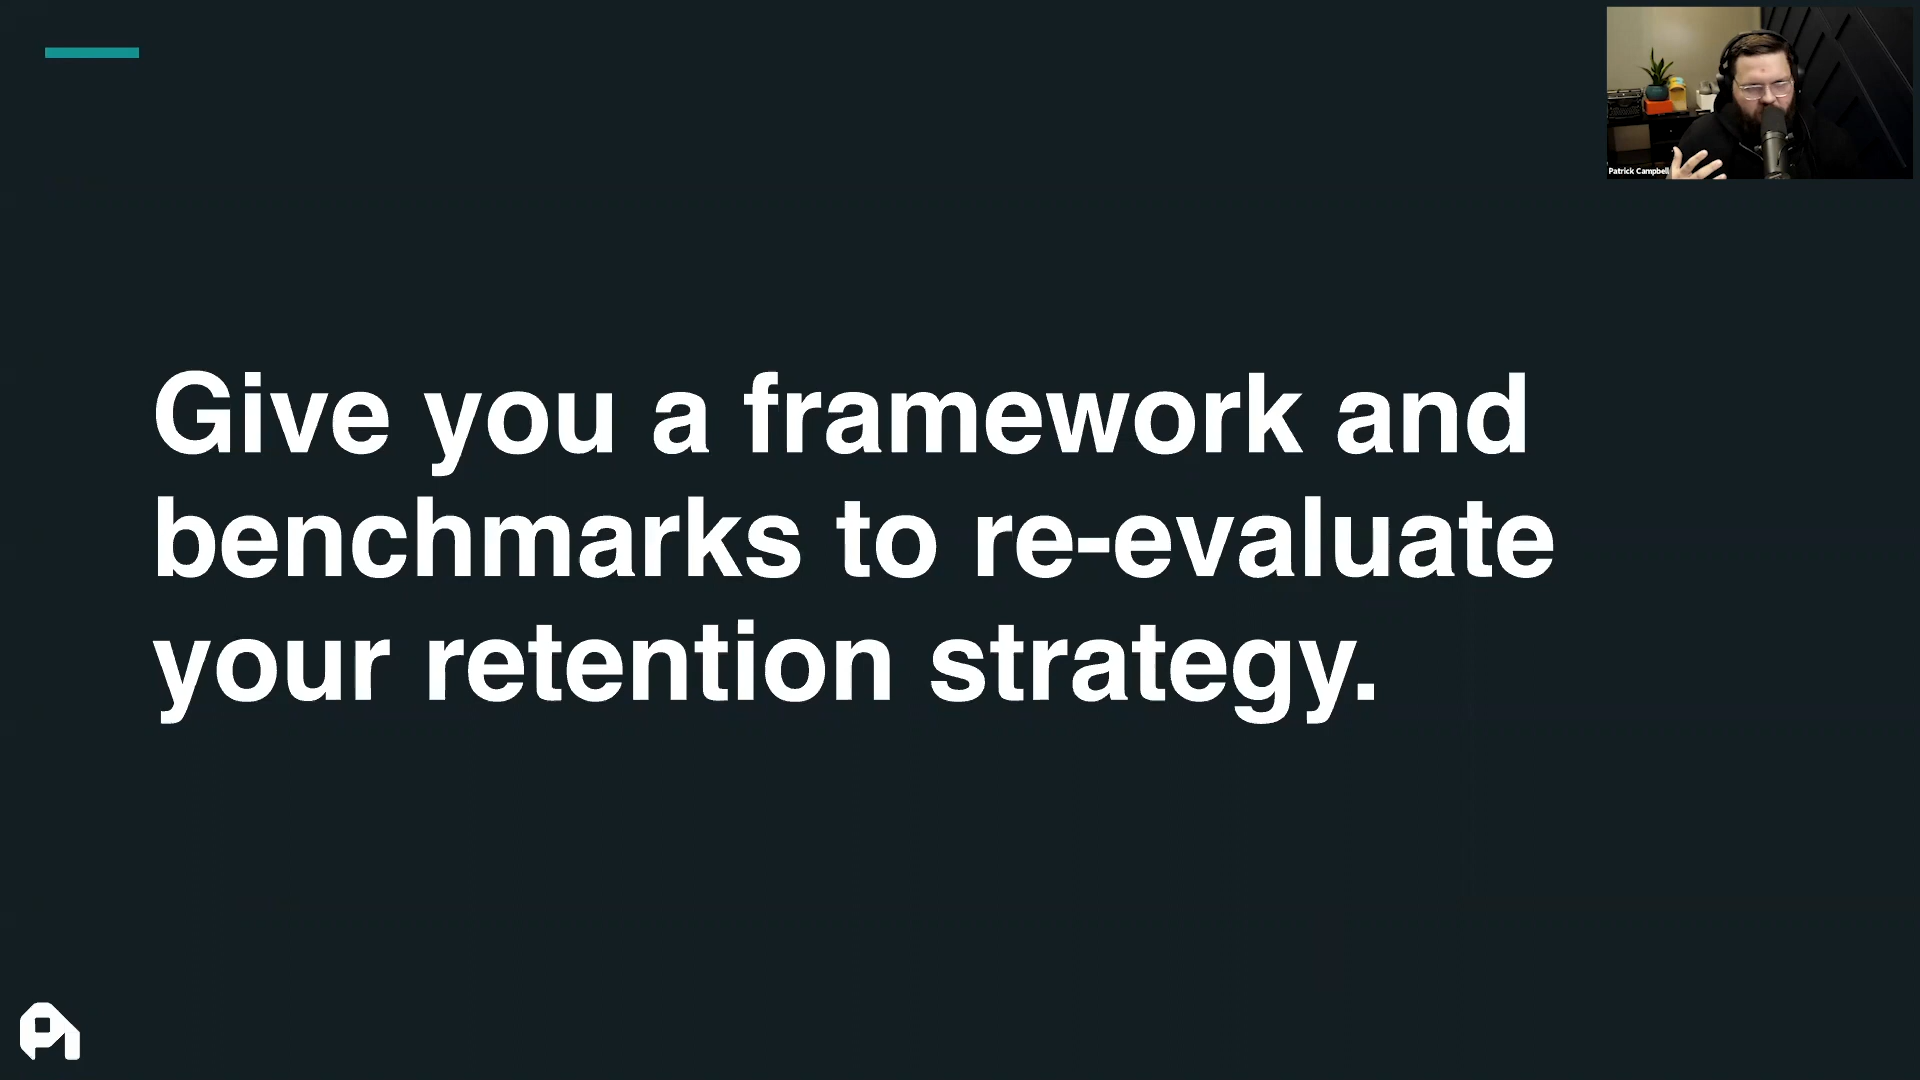 Patrick Campbell
Give you a framework and
benchmarks to re-evaluate
your retention strategy.